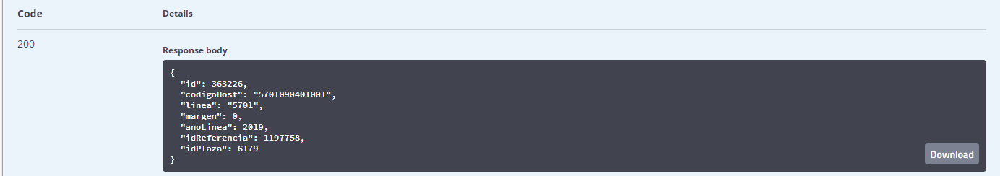 Code Details
200
Response body
{
"id": 363226,
"codigoHost": "5701090401001",
"linea": "5701",
"margen": 0,
"anoLinea": 2019,
"idReferencia": 1197758,
"idPlaza": 6179
}
Download